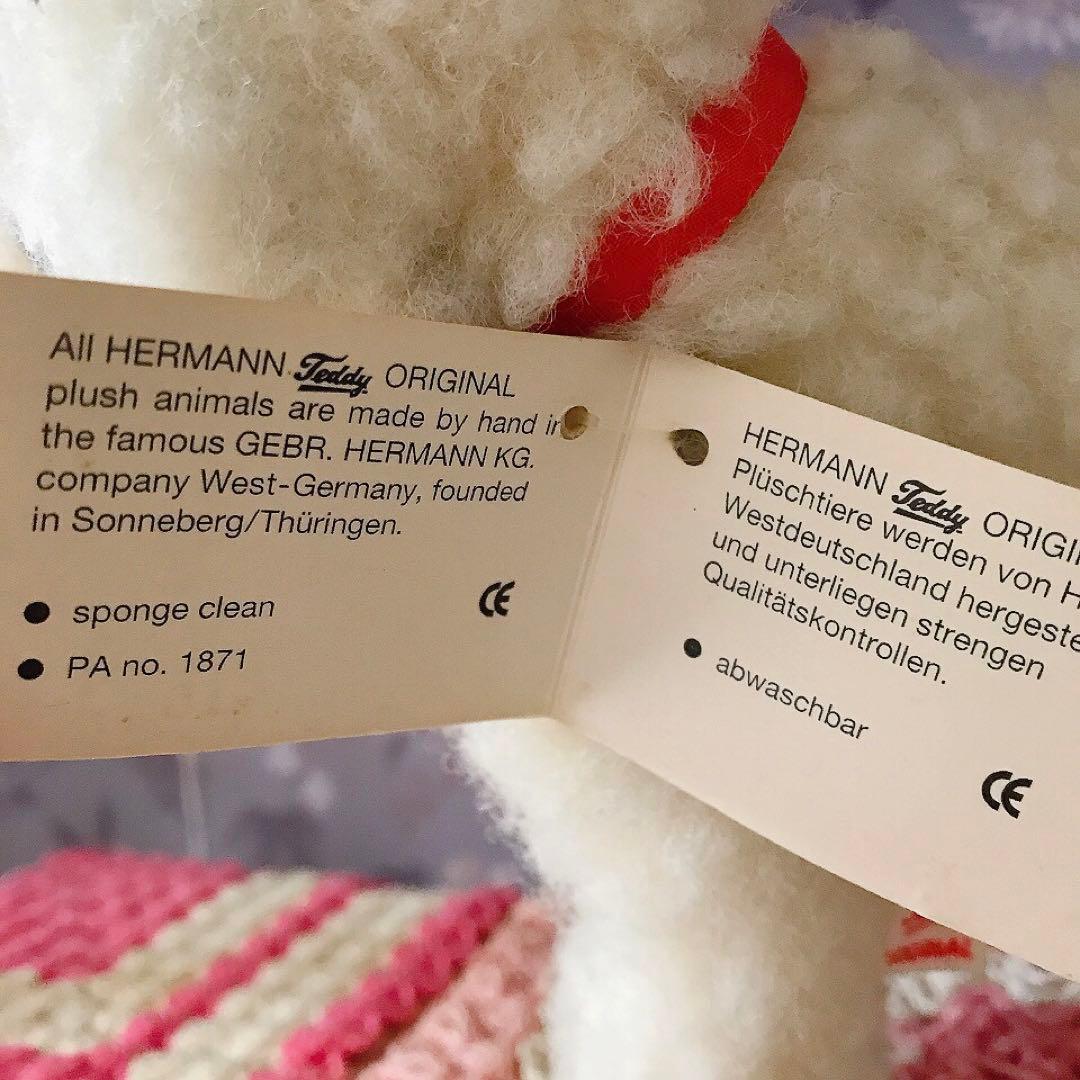 All HERMANN Teddy ORIGINAL
plush animals are made by hand in
the famous GEBR. HERMANN KG.
company West-Germany, founded
in Sonneberg/Thüringen.
● sponge clean
CE
● PA no. 1871
HERMANN Teddy ORIGI
Plüschtiere werden von H
Westdeutschland hergeste
und unterliegen strengen
Qualitätskontrollen.
● abwaschbar
CE